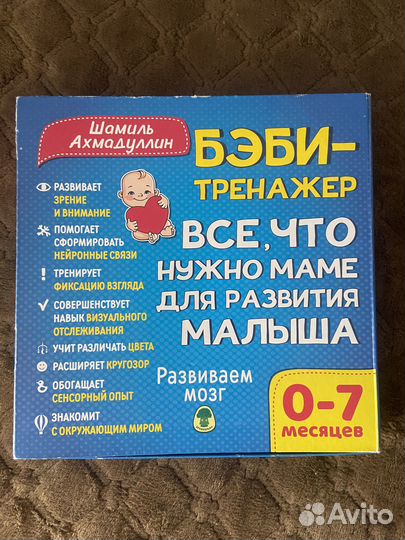 Шамиль
Ахмадуллин
БЭБИ-
ТРЕНАЖЕР
ВСЕ, ЧТО
НУЖНО МАМЕ
ДЛЯ РАЗВИТИЯ
МАЛЫША
РАЗВИВАЕТ
ЗРЕНИЕ
И ВНИМАНИЕ
ПОМОГАЕТ
СФОРМИРОВАТЬ
НЕЙРОННЫЕ СВЯЗИ
ТРЕНИРУЕТ
ФИКСАЦИЮ ВЗГЛЯДА
СОВЕРШЕНСТВУЕТ
НАВЫК ВИЗУАЛЬНОГО
ОТСЛЕЖИВАНИЯ
УЧИТ РАЗЛИЧАТЬ ЦВЕТА
РАСШИРЯЕТ КРУГОЗОР
ОБОГАЩАЕТ
СЕНСОРНЫЙ ОПЫТ
ЗНАКОМИТ
С ОКРУЖАЮЩИМ МИРОМ
Развиваем
мозг
0-7
месяцев
Avito